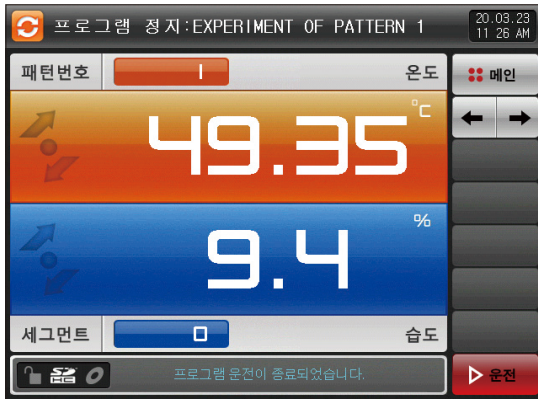 프로그램 정지:EXPERIMENT OF PATTERN 1
20.03.23
11 26 AM
패턴번호 1 온도
메인
°C
49.35
%
9.4
세그먼트 0 습도
SD HC
프로그램 운전이 종료되었습니다.
운전